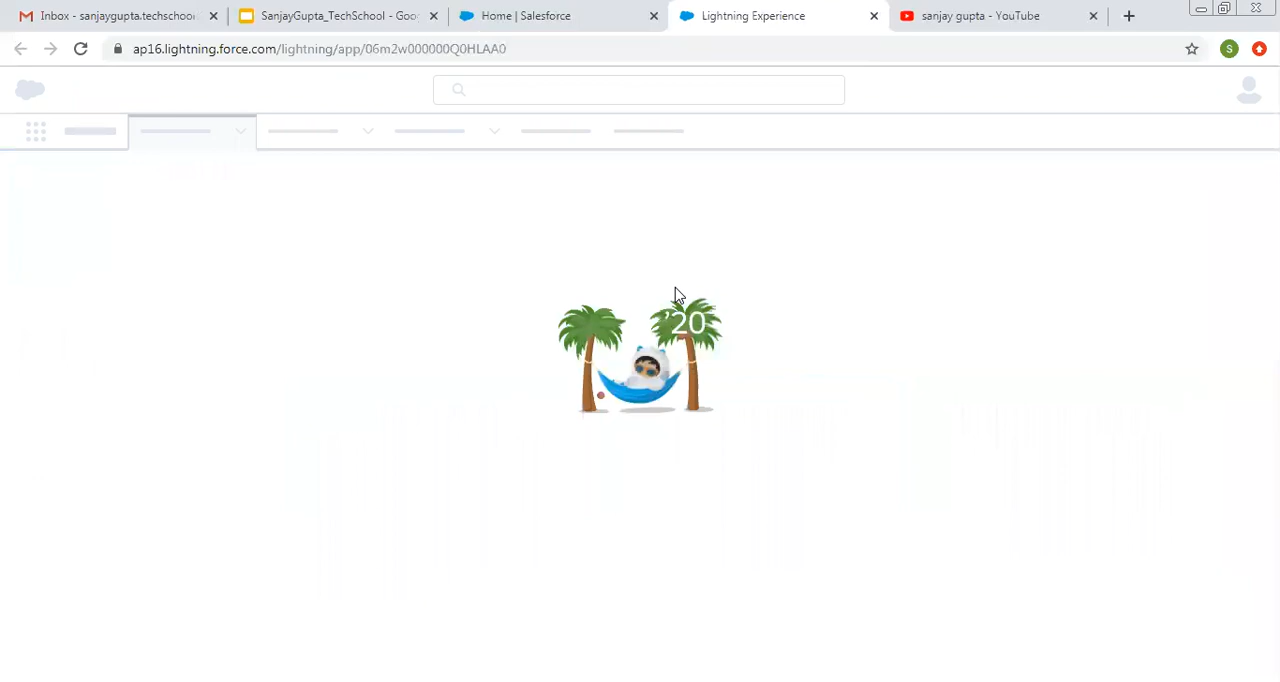 Inbox - sanjaygupta.techschool
SanjayGupta_TechSchool - Goo
Home | Salesforce
Lightning Experience
sanjay gupta - YouTube
ap16.lightning.force.com/lightning/app/06m2w000000Q0HLAA0
S
'20